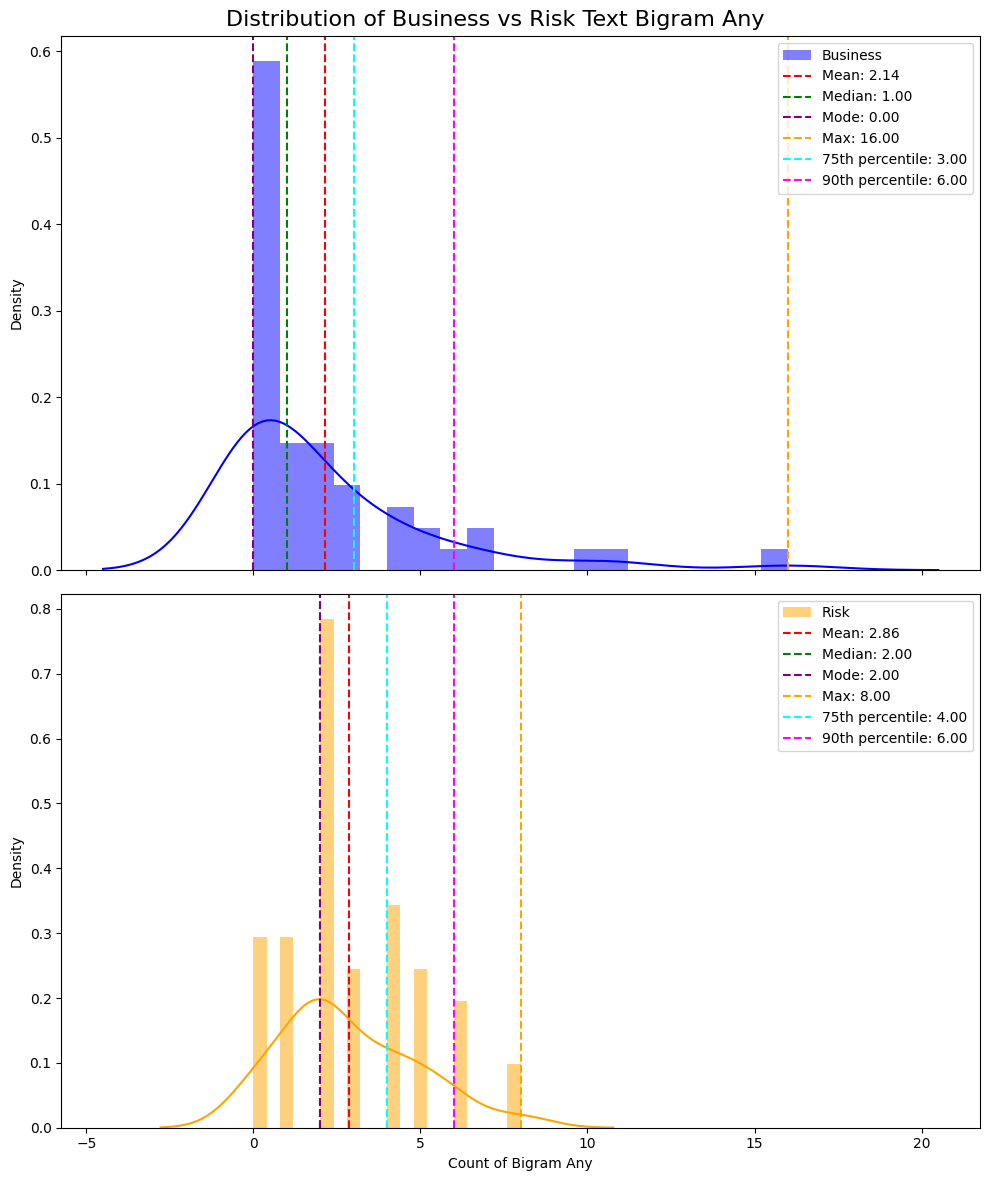 Distribution of Business vs Risk Text Bigram Any
0.6
0.5
0.4
0.3
0.2
0.1
0.0
Density
Business
Mean: 2.14
Median: 1.00
Mode: 0.00
Max: 16.00
75th percentile: 3.00
90th percentile: 6.00
0.8
0.7
0.6
0.5
0.4
0.3
0.2
0.1
0.0
Density
Risk
Mean: 2.86
Median: 2.00
Mode: 2.00
Max: 8.00
75th percentile: 4.00
90th percentile: 6.00
−5 0 5 10 15 20
Count of Bigram Any